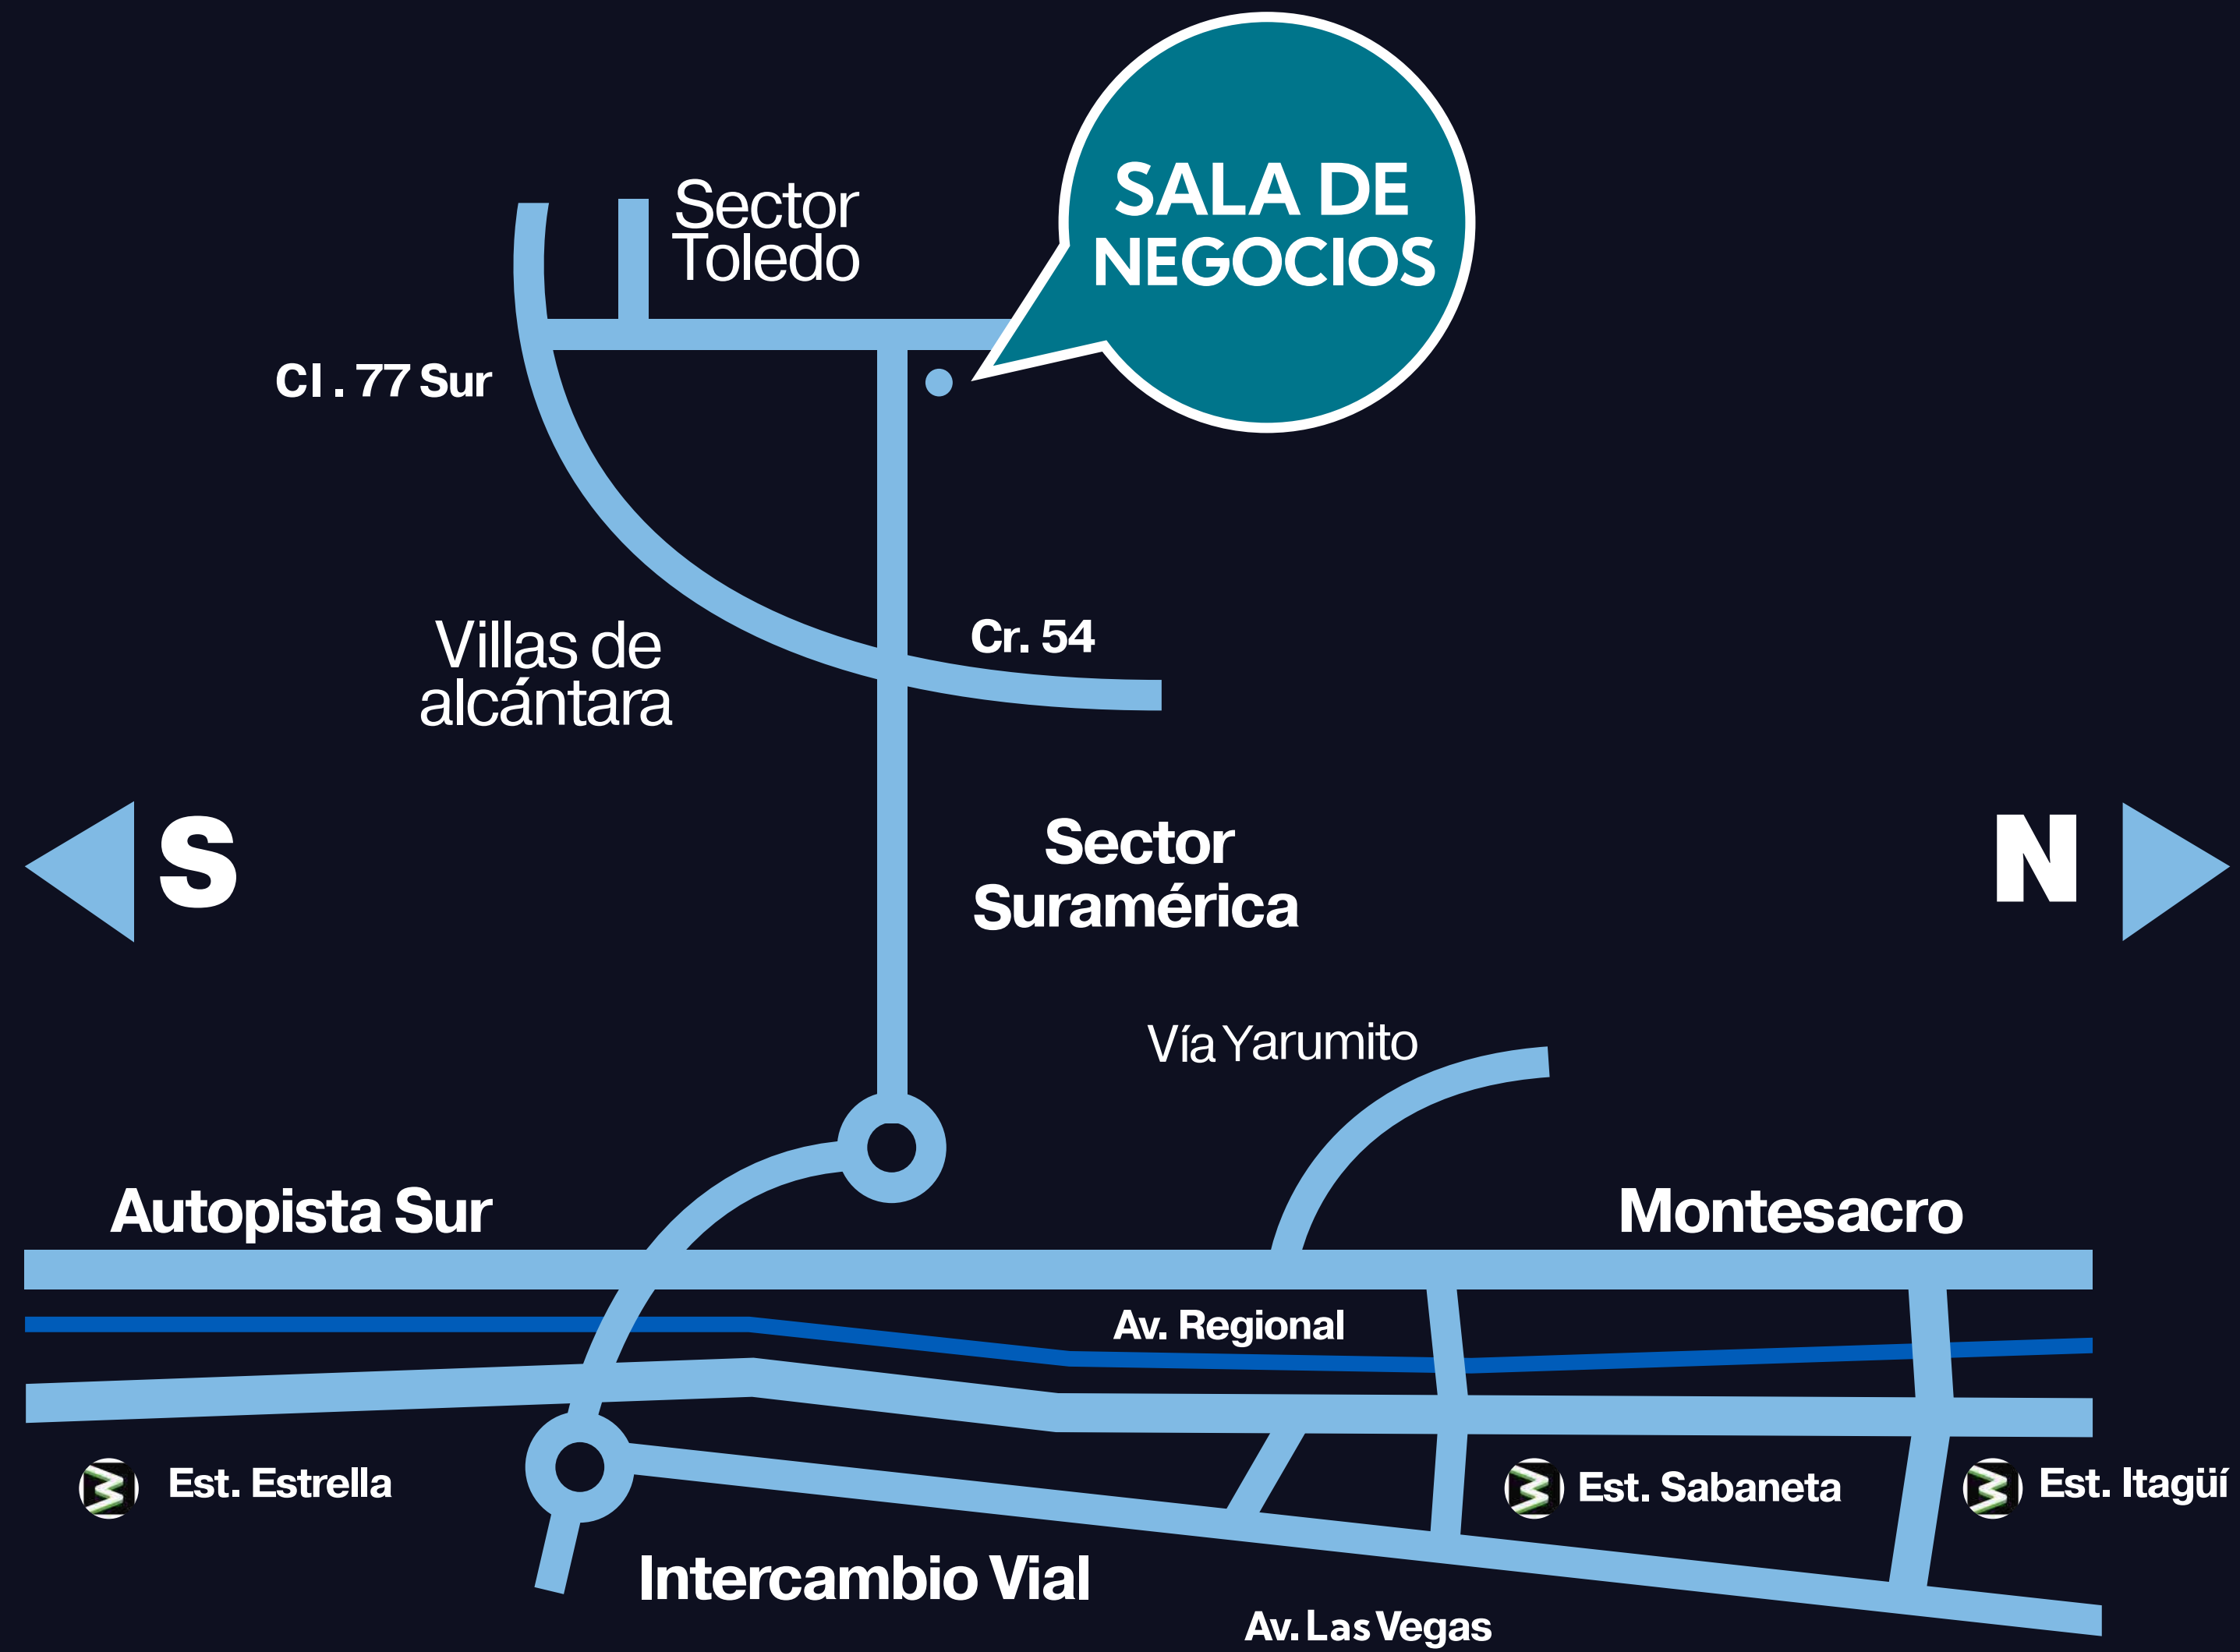 SALA DE
NEGOCIOS
Sector
Toledo
Cl . 77 Sur
Villas de
alcántara
Cr. 54
S
Sector
Suramérica
N
Vía Yarumito
Autopista Sur
Montesacro
Av. Regional
Est. Estrella
Est. Sabaneta
Est. Itagüí
Intercambio Vial
Av. Las Vegas